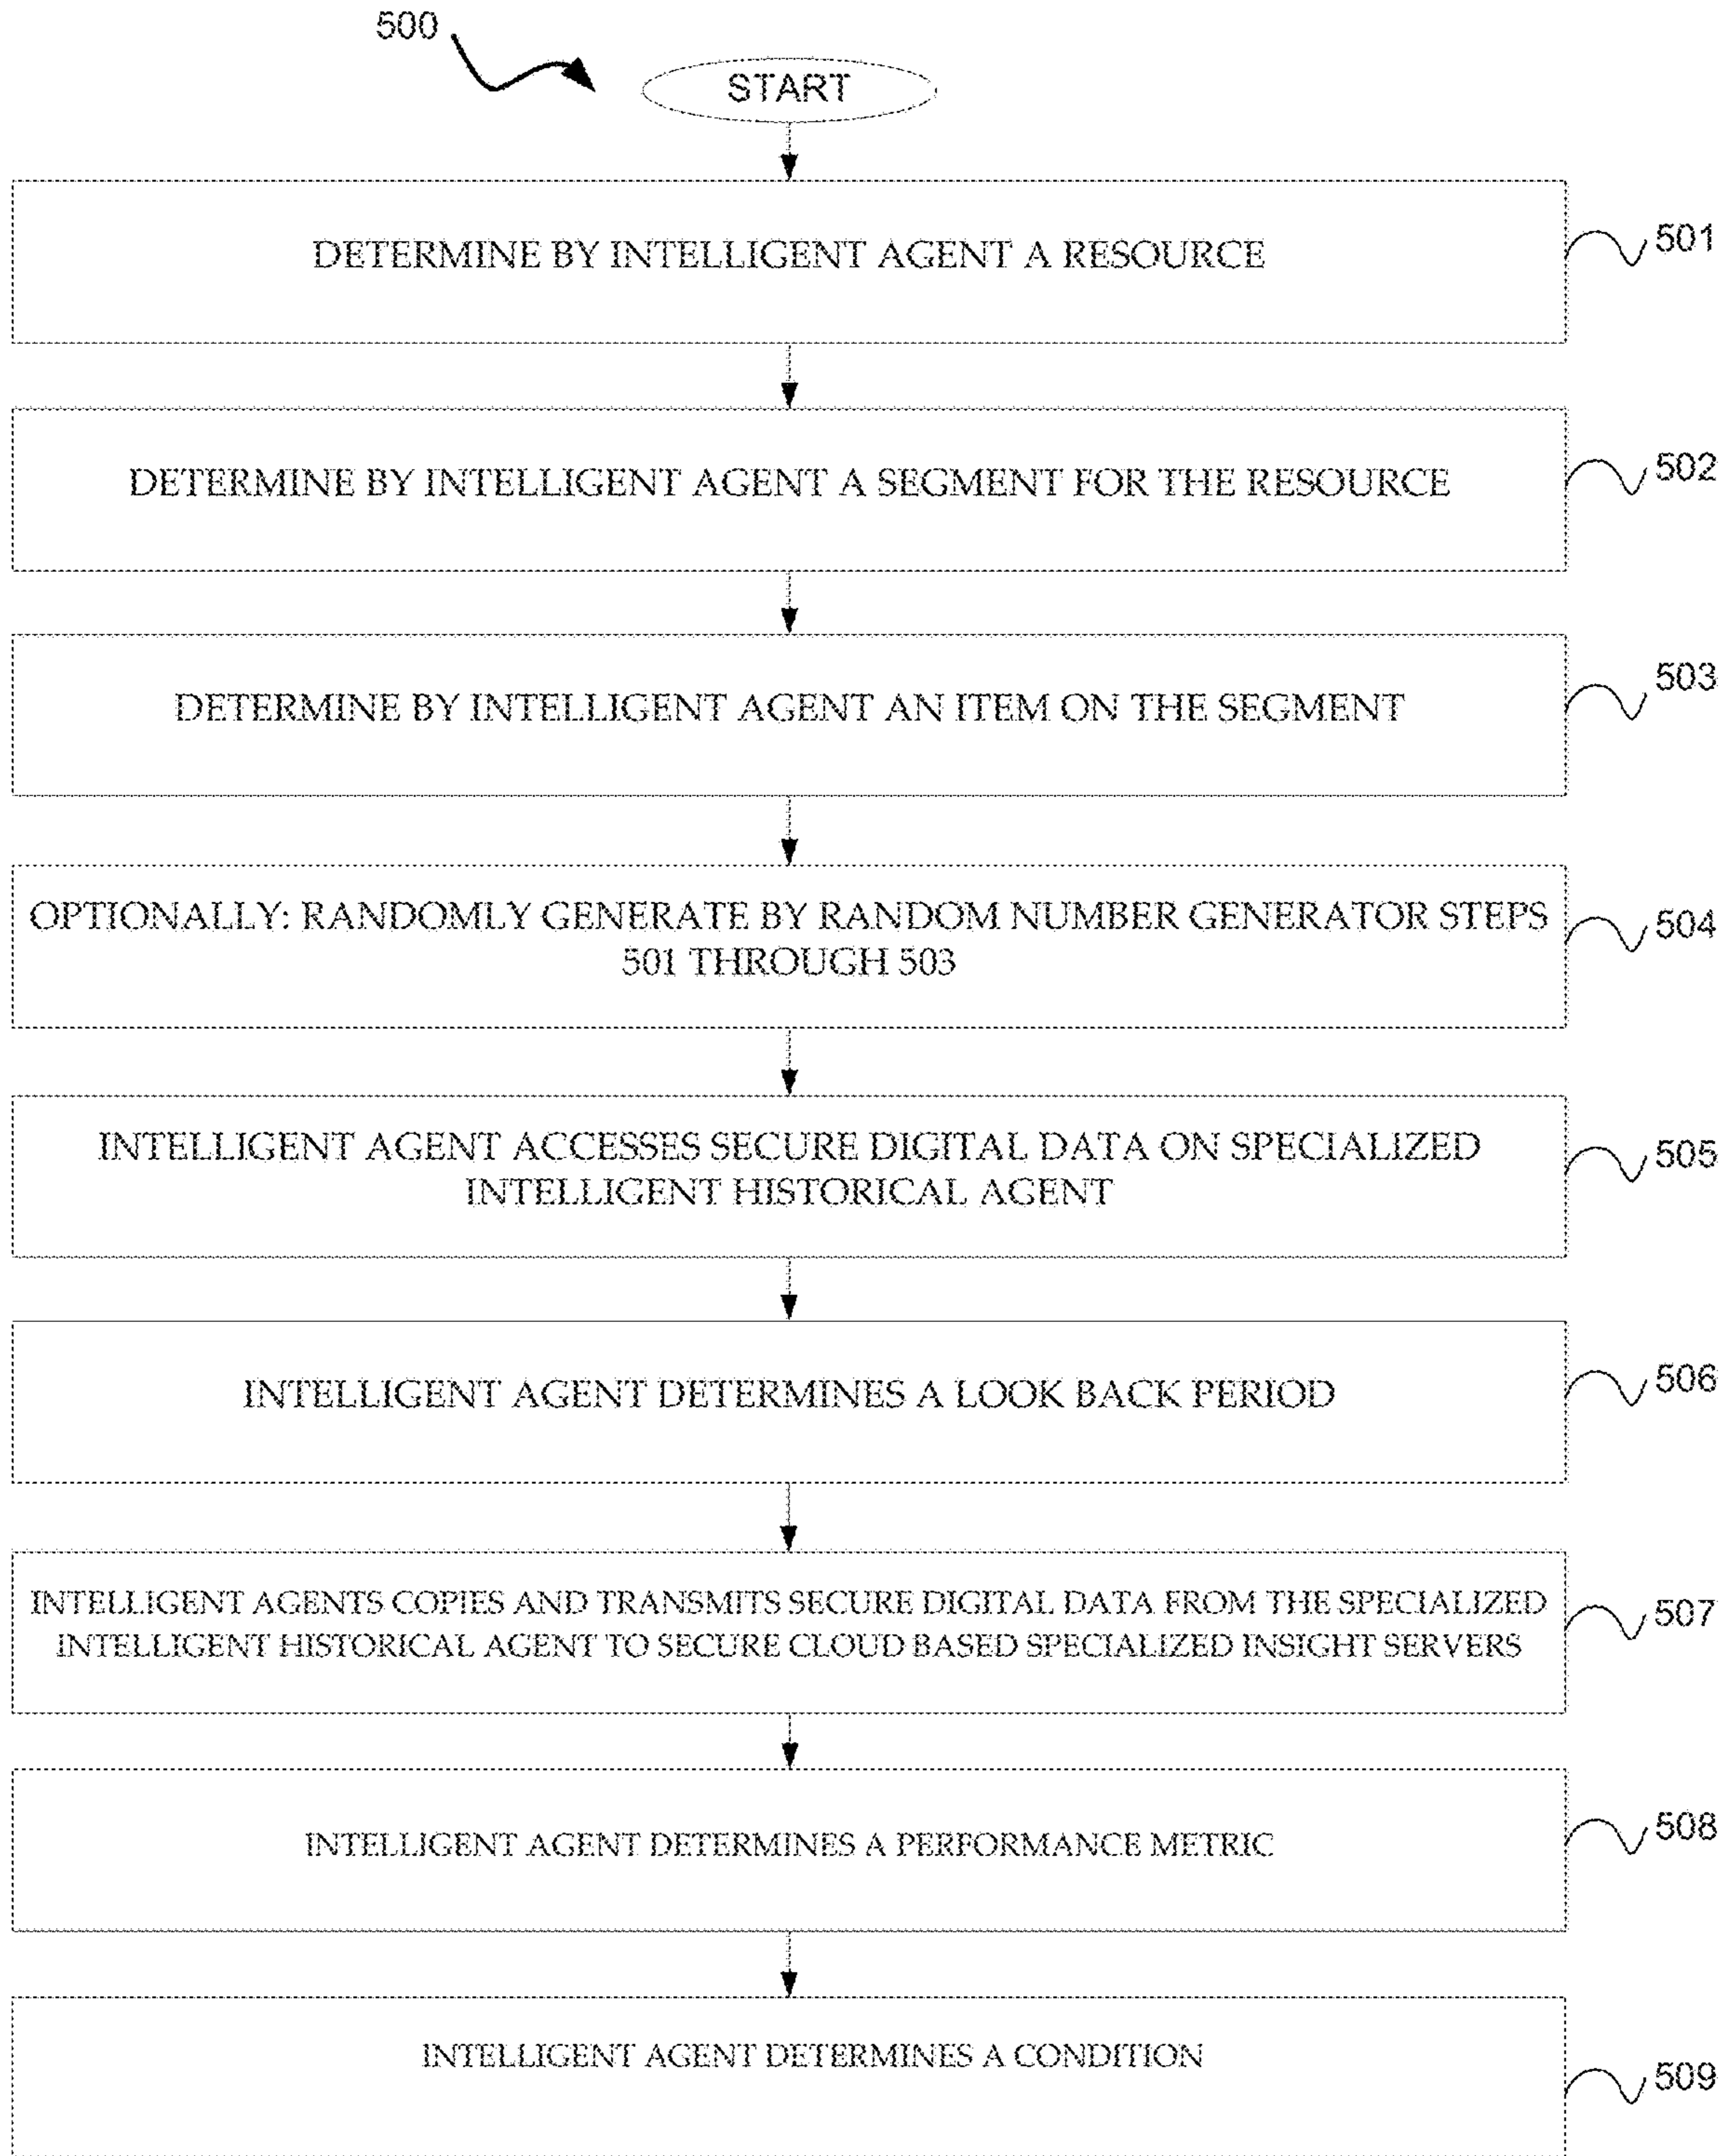 500
START
DETERMINE BY INTELLIGENT AGENT A RESOURCE
501
DETERMINE BY INTELLIGENT AGENT A SEGMENT FOR THE RESOURCE
502
DETERMINE BY INTELLIGENT AGENT AN ITEM ON THE SEGMENT
503
OPTIONALLY: RANDOMLY GENERATE BY RANDOM NUMBER GENERATOR STEPS
501 THROUGH 503
504
INTELLIGENT AGENT ACCESSES SECURE DIGITAL DATA ON SPECIALIZED
INTELLIGENT HISTORICAL AGENT
505
INTELLIGENT AGENT DETERMINES A LOOK BACK PERIOD
506
INTELLIGENT AGENTS COPIES AND TRANSMITS SECURE DIGITAL DATA FROM THE SPECIALIZED
INTELLIGENT HISTORICAL AGENT TO SECURE CLOUD BASED SPECIALIZED INSIGHT SERVERS
507
INTELLIGENT AGENT DETERMINES A PERFORMANCE METRIC
508
INTELLIGENT AGENT DETERMINES A CONDITION
509